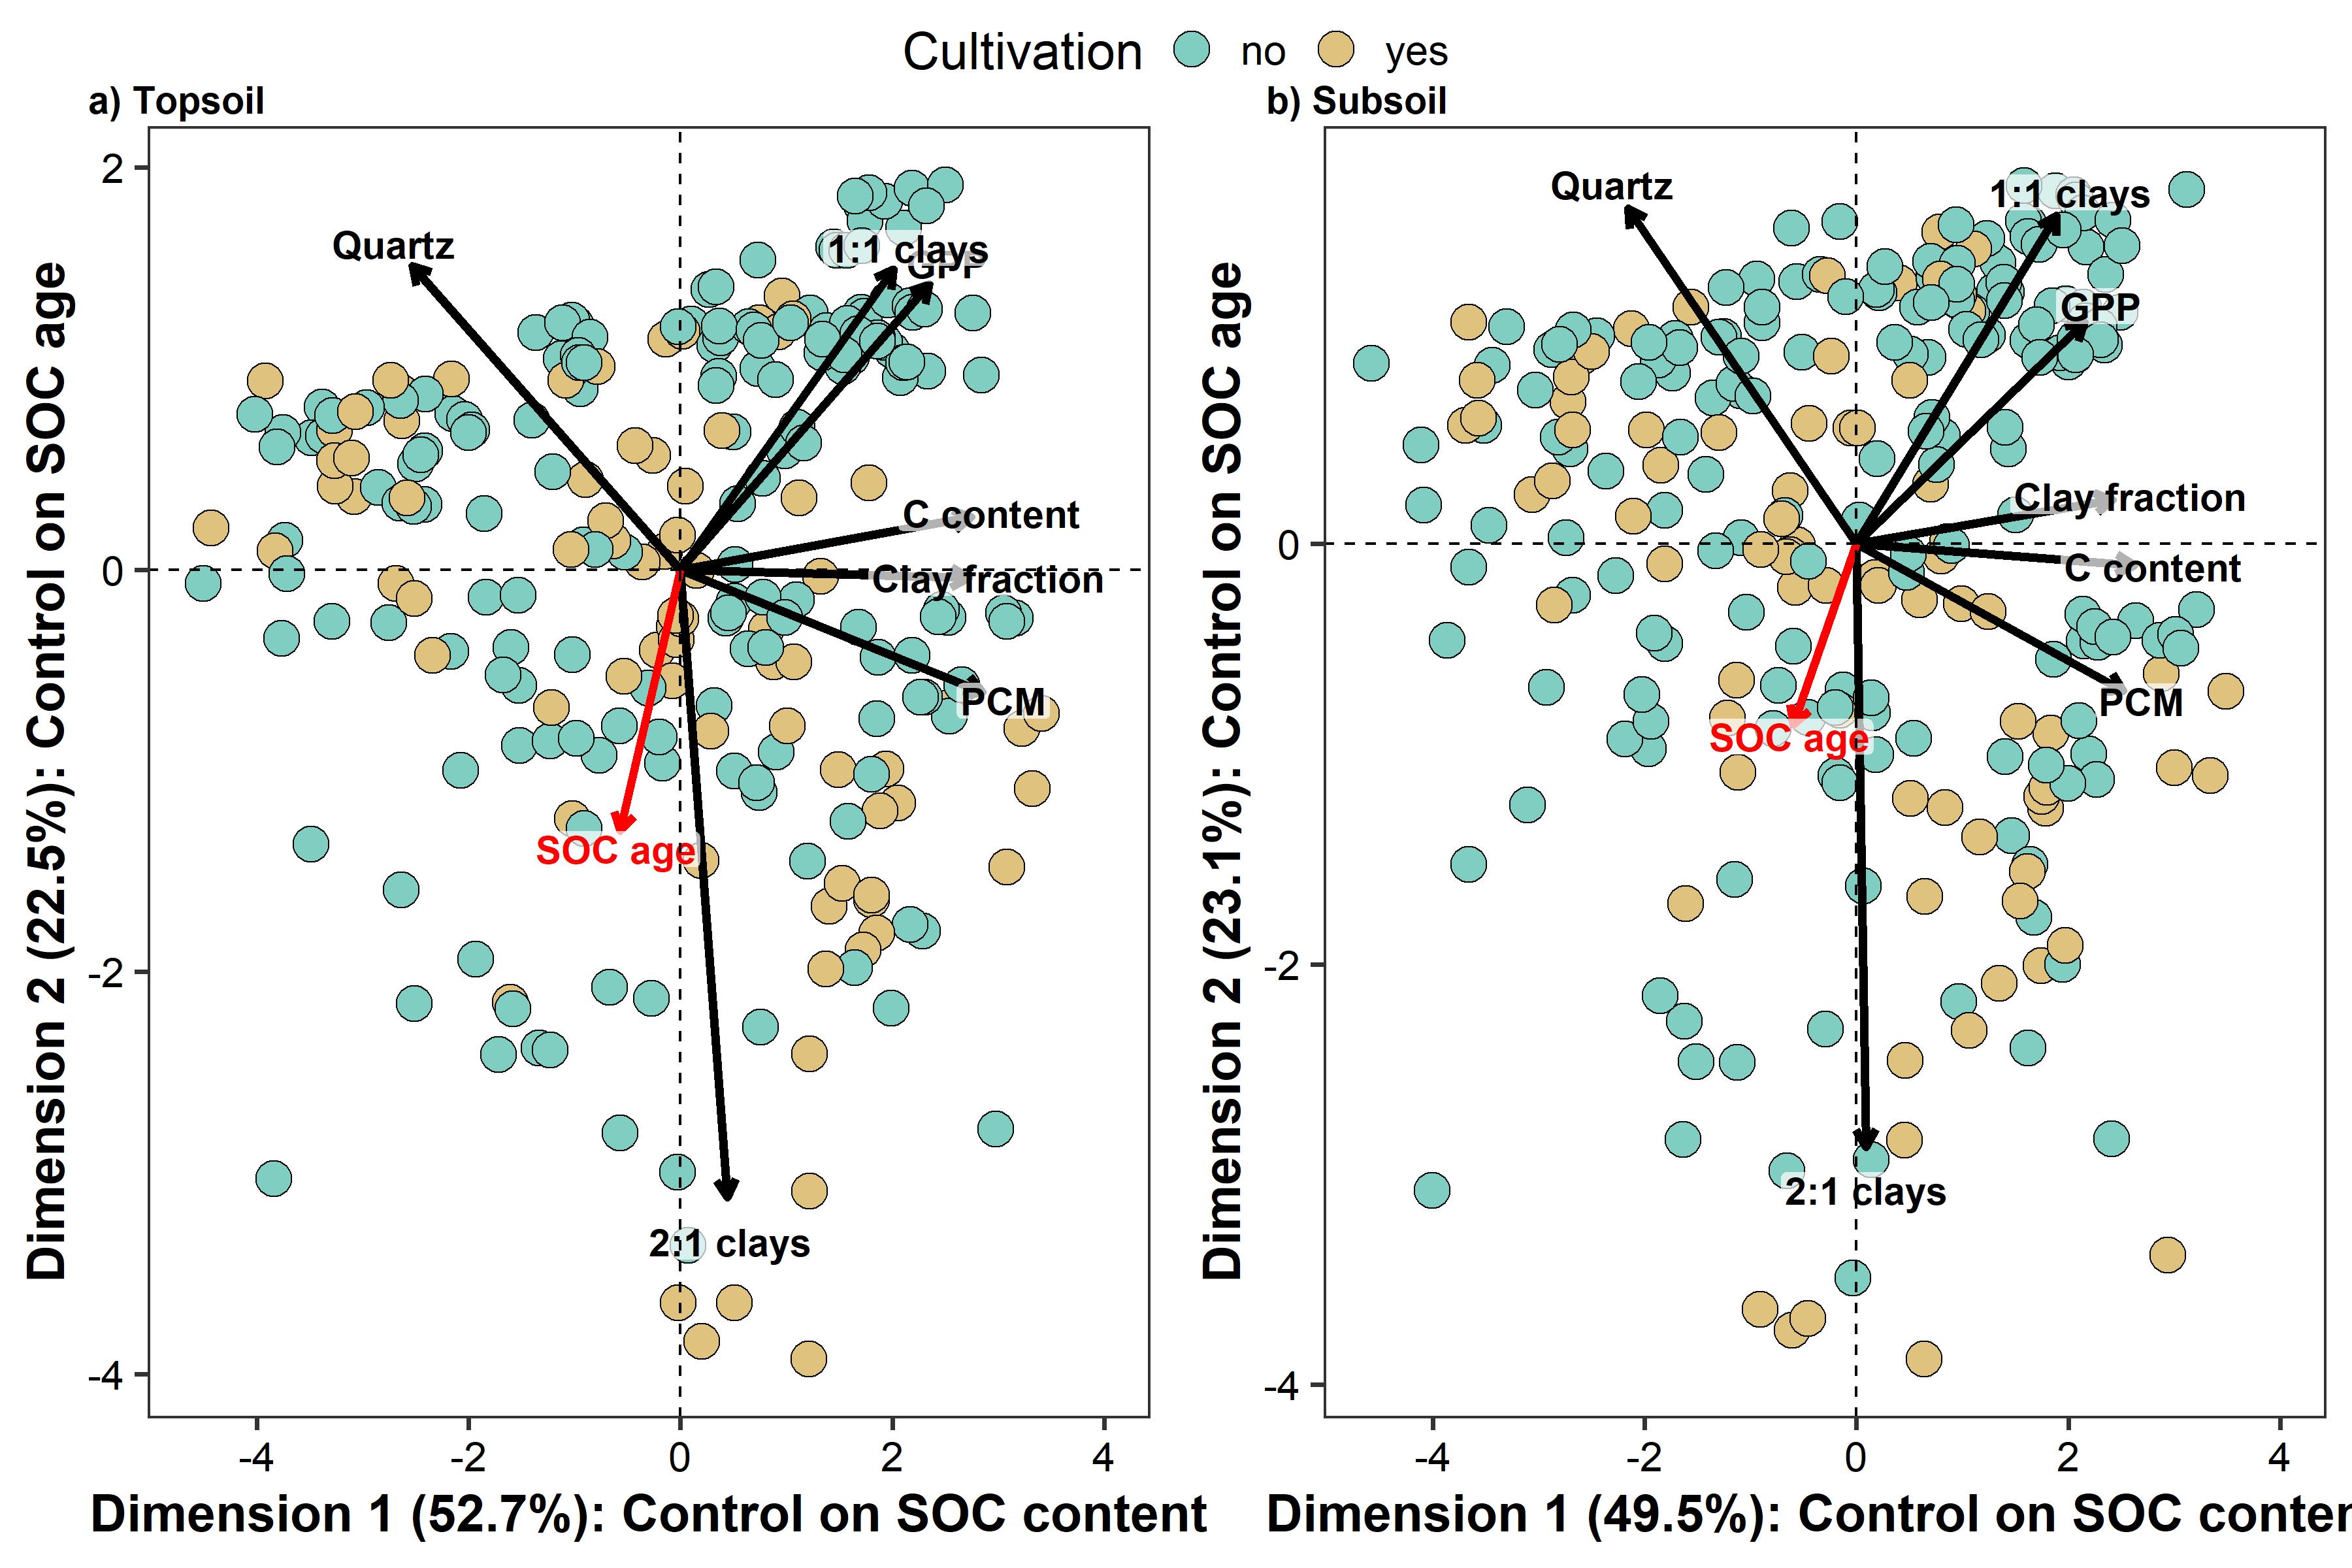 Cultivation no yes
a) Topsoil
Dimension 2 (22.5%): Control on SOC age
2
0
-2
-4
Quartz
1:1 clays
GPP
C content
Clay fraction
PCM
SOC age
2:1 clays
-4 -2 0 2 4
Dimension 1 (52.7%): Control on SOC content
b) Subsoil
Dimension 2 (23.1%): Control on SOC age
0
-2
-4
Quartz
1:1 clays
GPP
Clay fraction
C content
PCM
SOC age
2:1 clays
-4 -2 0 2 4
Dimension 1 (49.5%): Control on SOC conter